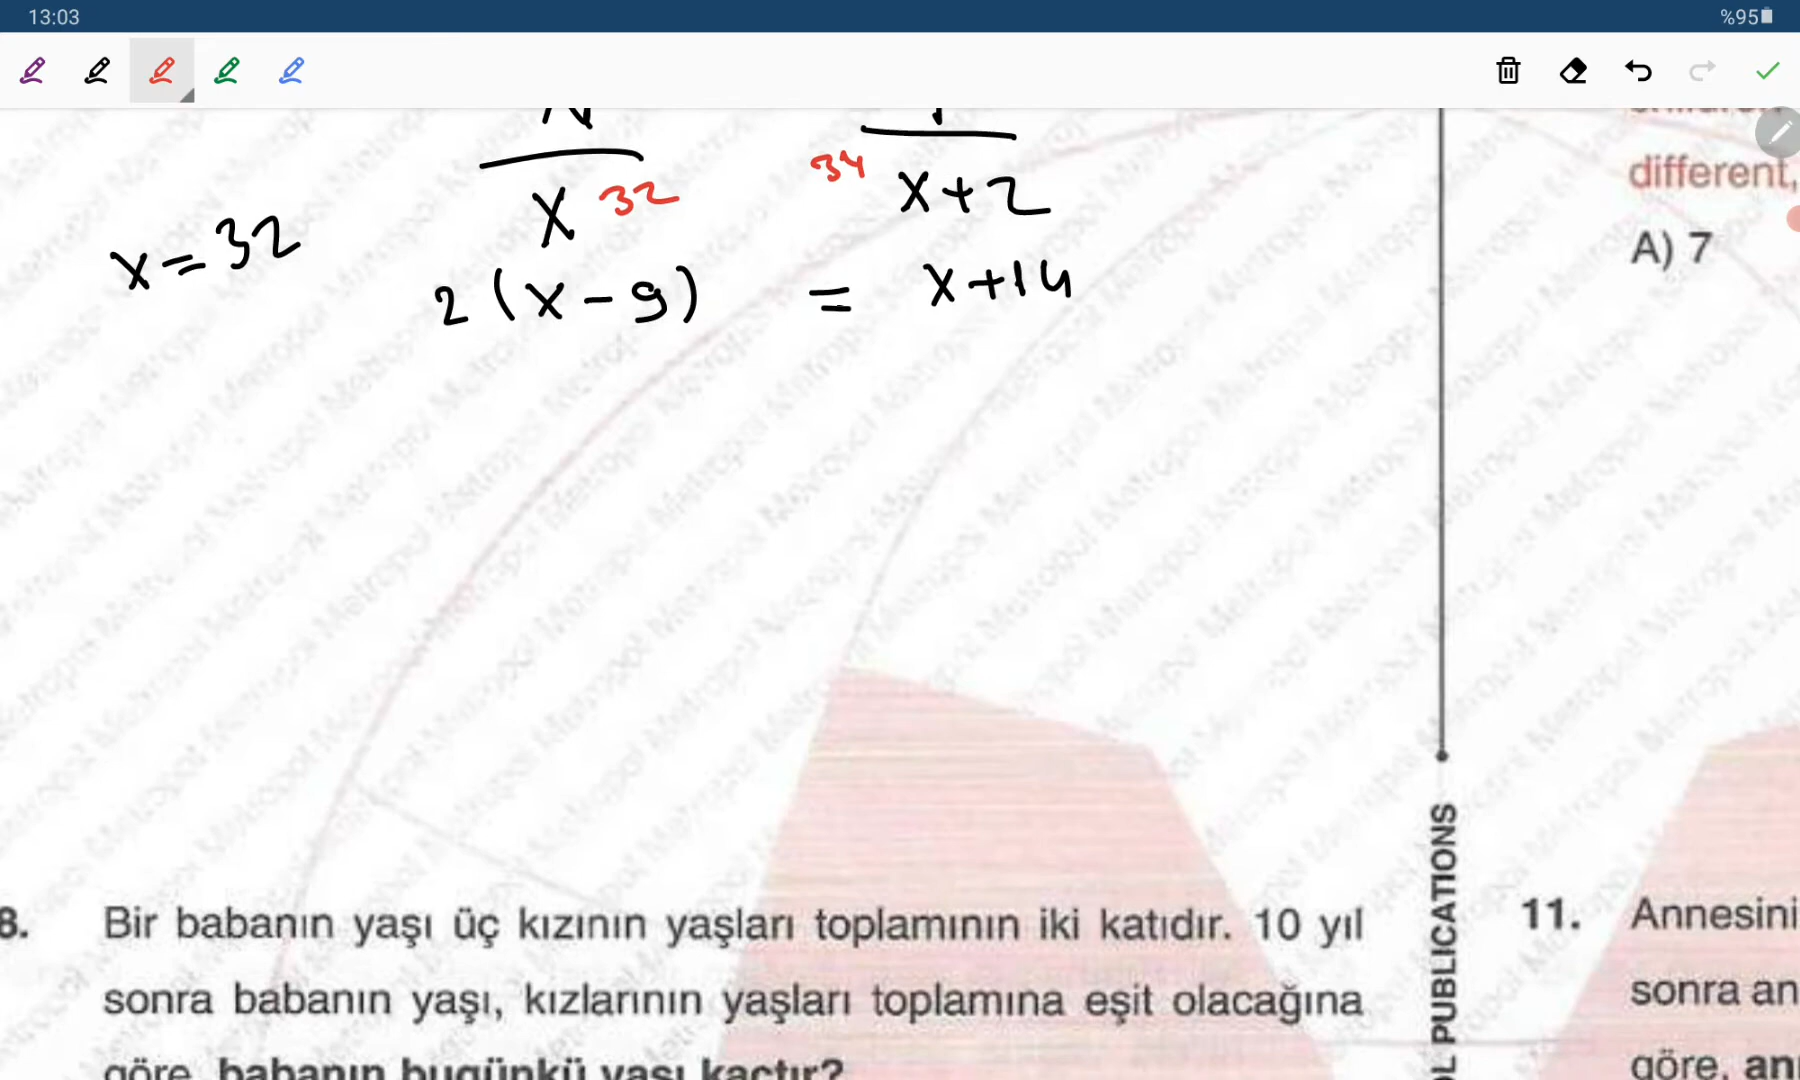 13:03
%95
x
32
34
x+2
x=32
2(x-9) = x+14
different,
A) 7
8. Bir babanın yaşı üç kızının yaşları toplamının iki katıdır. 10 yıl
sonra babanın yaşı, kızlarının yaşları toplamına eşit olacağına
göre, babanın bugünkü yaşı kaçtır?
PUBLICATIONS
11. Annesini
sonra an
göre, an